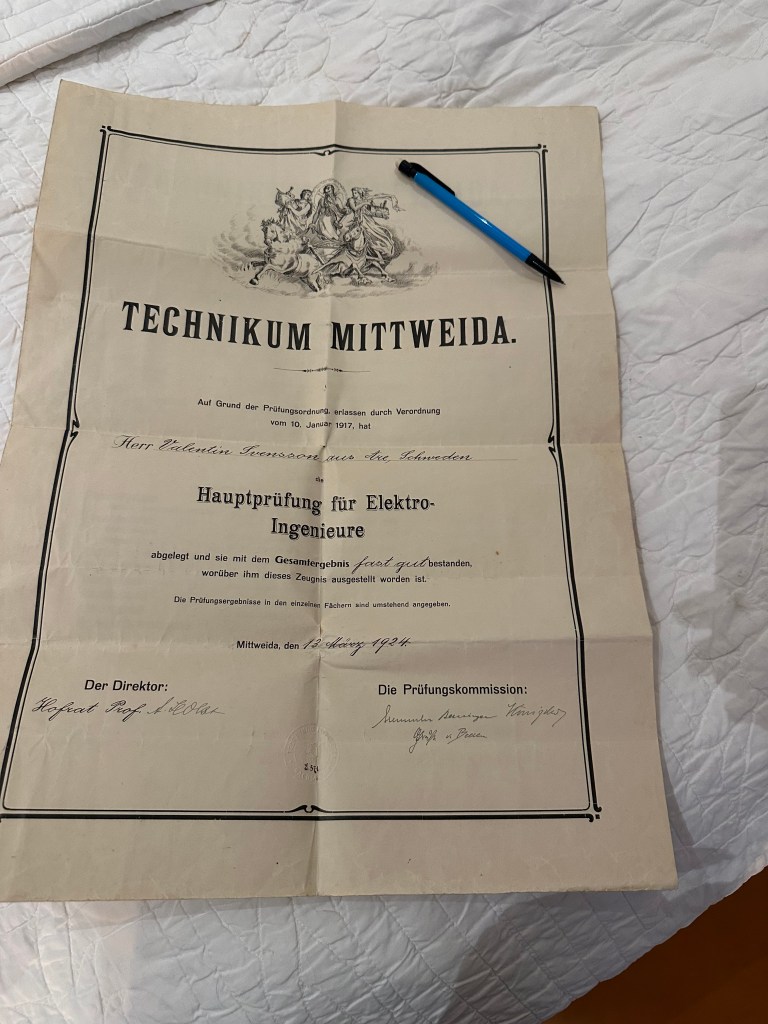 TECHNIKUM MITTWEIDA.
Auf Grund der Prüfungsordnung, erlassen durch Verordnung
vom 10. Januar 1917, hat
Herr Valentin Svensson aus Åre, Schweden
die
Hauptprüfung für Elektro-
Ingenieure
abgelegt und sie mit dem Gesamtergebnis fast gut bestanden,
worüber ihm dieses Zeugnis ausgestellt worden ist.
Die Prüfungsergebnisse in den einzelnen Fächern sind umstehend angegeben.
Mittweida, den 13. März 1924.
Der Direktor:
Hofrat Prof. A. Holzt
Die Prüfungskommission: